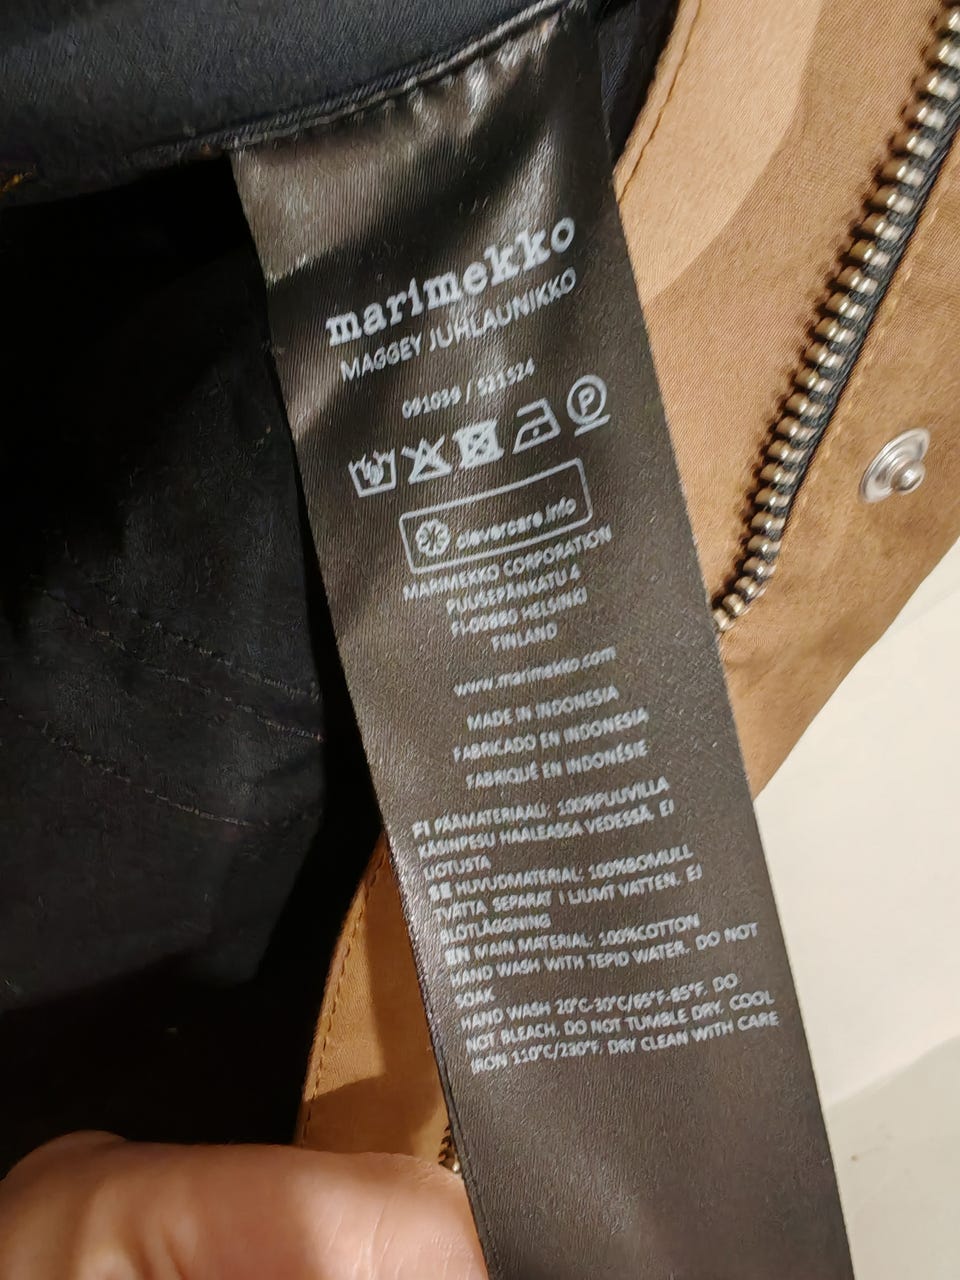 marimekko
MAGGEY JUHLAUNIKKO
091039 / 521524
P
clevercare.info
MARIMEKKO CORPORATION
PUUSEPÄNKATU 4
FI-00880 HELSINKI
FINLAND
www.marimekko.com
MADE IN INDONESIA
FABRICADO EN INDONESIA
FABRIQUÉ EN INDONÉSIE
FI PÄÄMATERIAALI: 100%PUUVILLA
KÄSINPESU HAALEASSA VEDESSÄ, EI
LIOTUSTA
SE HUVUDMATERIAL: 100%BOMULL
TVÄTTA SEPARAT I LJUMT VATTEN. EJ
BLÖTLÄGGNING
EN MAIN MATERIAL: 100%COTTON
HAND WASH WITH TEPID WATER. DO NOT
SOAK
HAND WASH 20°C-30°C/65°F-85°F, DO
NOT BLEACH, DO NOT TUMBLE DRY, COOL
IRON 110°C/230°F, DRY CLEAN WITH CARE